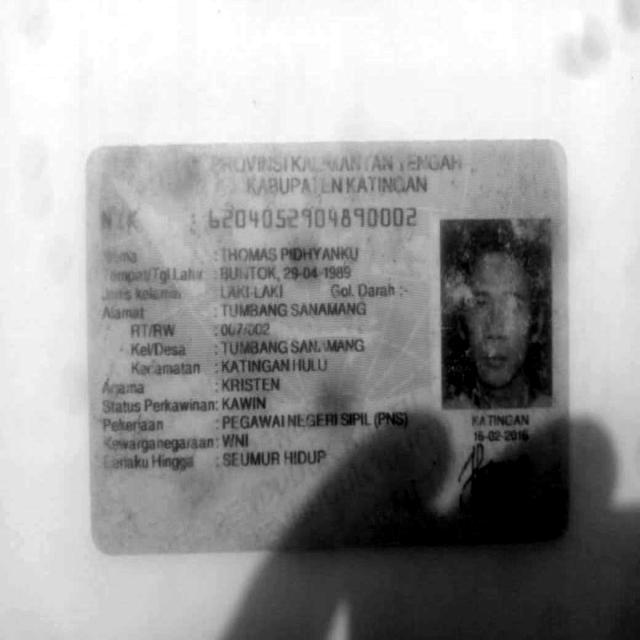 PROVINSI KALIMANTAN TENGAH
KABUPATEN KATINGAN
NIK : 6204052904890002
Nama : THOMAS PIDHYANKU
Tempat/Tgl Lahir : BUNTOK, 29-04-1989
Jenis kelamin : LAKI-LAKI Gol. Darah :
Alamat : TUMBANG SANAMANG
RT/RW : 007/002
Kel/Desa : TUMBANG SANAMANG
Kecamatan : KATINGAN HULU
Agama : KRISTEN
Status Perkawinan: KAWIN
Pekerjaan : PEGAWAI NEGERI SIPIL (PNS)
Kewarganegaraan: WNI
Berlaku Hingga : SEUMUR HIDUP
KATINGAN
16-02-2016